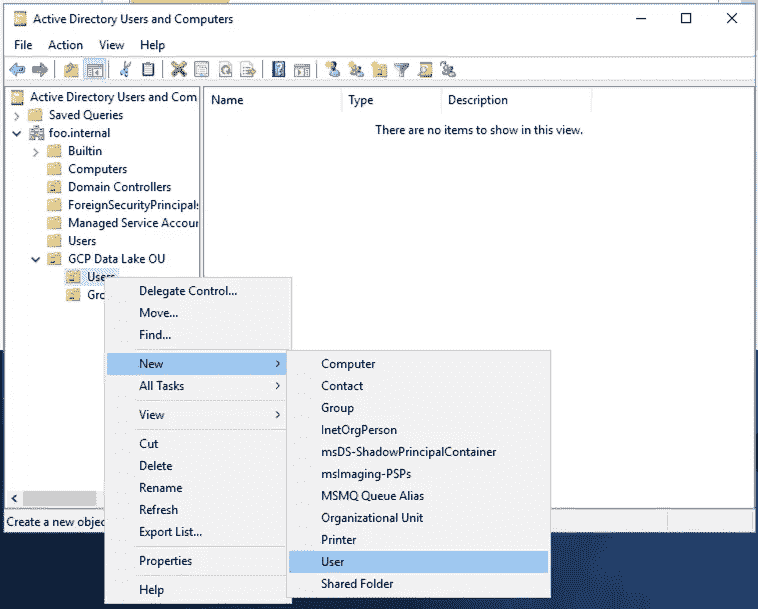 Active Directory Users and Computers
File Action View Help
Active Directory Users and Com
Name Type Description
Saved Queries
There are no items to show in this view.
foo.internal
Builtin
Computers
Domain Controllers
ForeignSecurityPrincipals
Managed Service Accour
Users
GCP Data Lake OU
Users
Gro
Delegate Control...
Move...
Find...
New
All Tasks
View
Cut
Delete
Rename
Refresh
Export List...
Properties
Help
Computer
Contact
Group
InetOrgPerson
msDS-ShadowPrincipalContainer
msImaging-PSPs
MSMQ Queue Alias
Organizational Unit
Printer
User
Shared Folder
Create a new objec